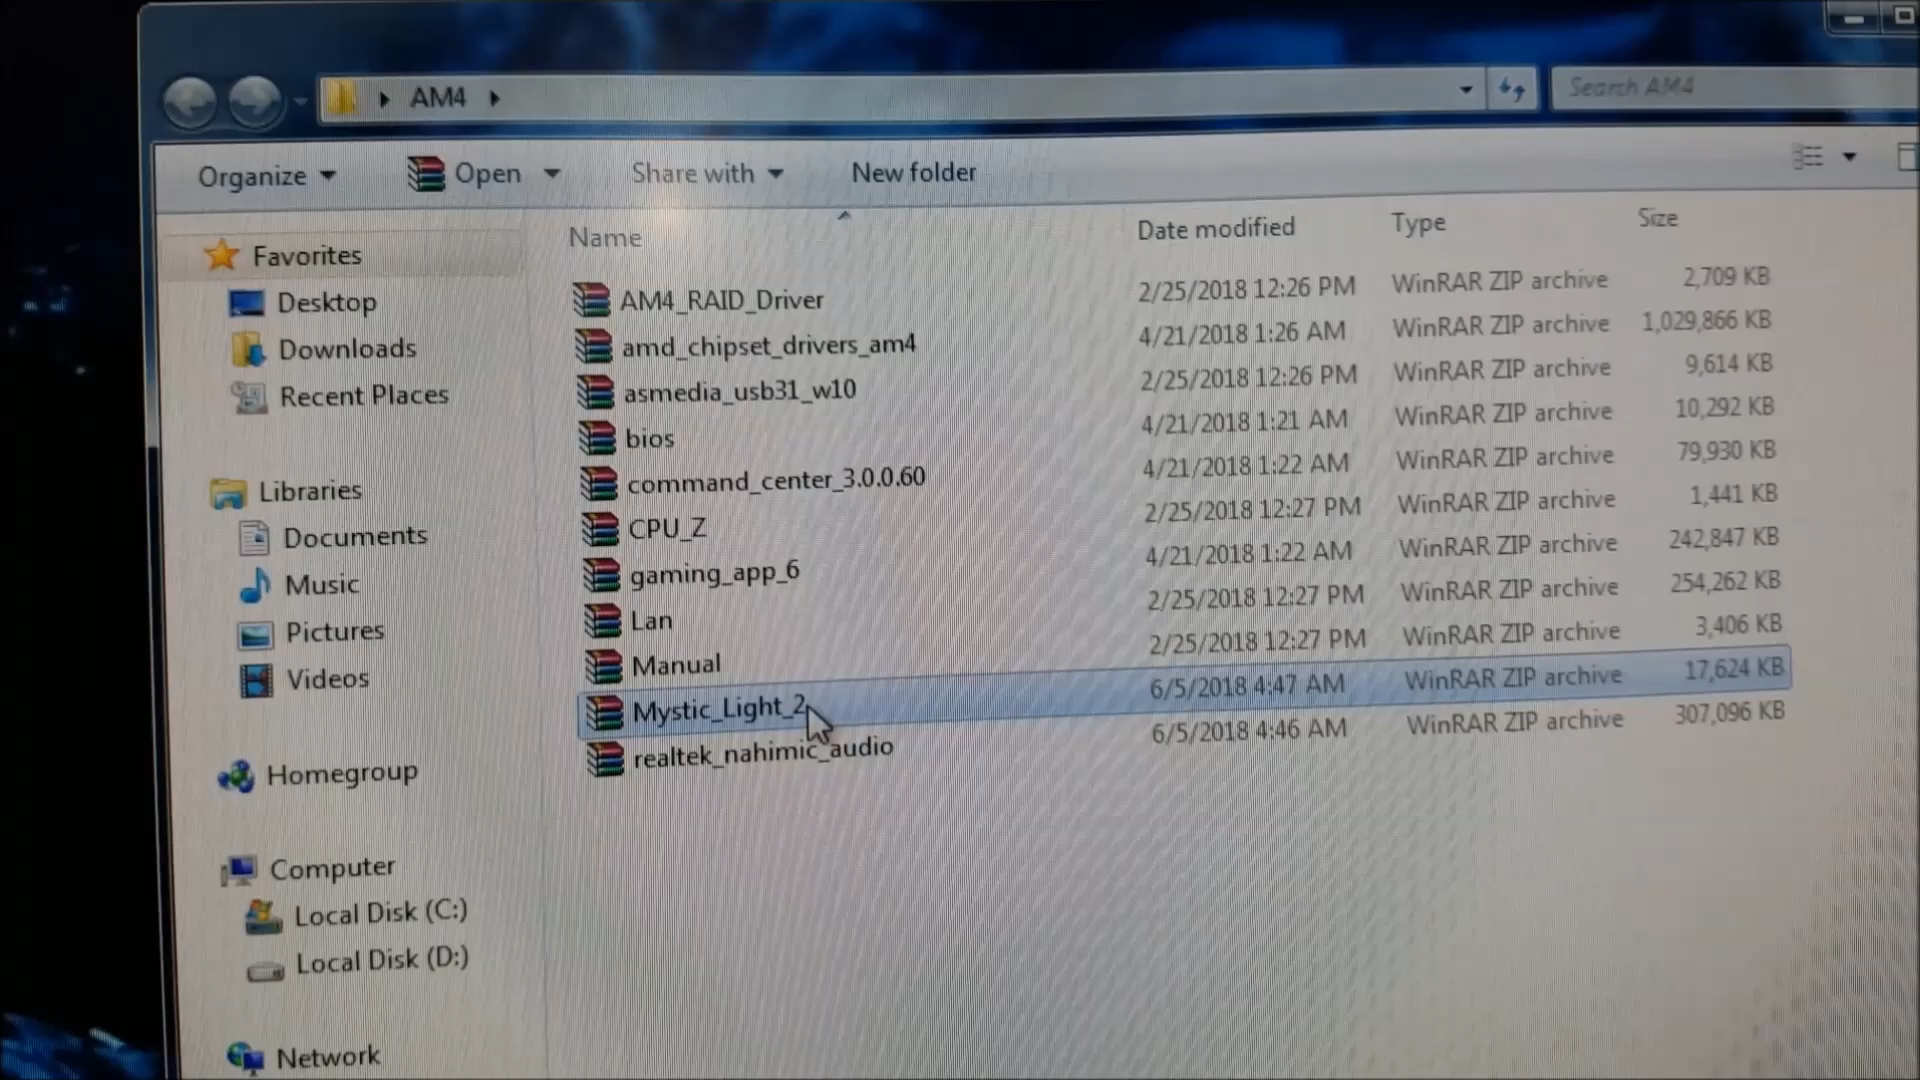 AM4
Search AM4
Organize Open Share with New folder
Favorites
Desktop
Downloads
Recent Places
Libraries
Documents
Music
Pictures
Videos
Homegroup
Computer
Local Disk (C:)
Local Disk (D:)
Network
Name Date modified Type Size
AM4_RAID_Driver 2/25/2018 12:26 PM WinRAR ZIP archive 2,709 KB
amd_chipset_drivers_am4 4/21/2018 1:26 AM WinRAR ZIP archive 1,029,866 KB
asmedia_usb31_w10 2/25/2018 12:26 PM WinRAR ZIP archive 9,614 KB
bios 4/21/2018 1:21 AM WinRAR ZIP archive 10,292 KB
command_center_3.0.0.60 4/21/2018 1:22 AM WinRAR ZIP archive 79,930 KB
CPU_Z 2/25/2018 12:27 PM WinRAR ZIP archive 1,441 KB
gaming_app_6 4/21/2018 1:22 AM WinRAR ZIP archive 242,847 KB
Lan 2/25/2018 12:27 PM WinRAR ZIP archive 254,262 KB
Manual 2/25/2018 12:27 PM WinRAR ZIP archive 3,406 KB
Mystic_Light_2 6/5/2018 4:47 AM WinRAR ZIP archive 17,624 KB
realtek_nahimic_audio 6/5/2018 4:46 AM WinRAR ZIP archive 307,096 KB